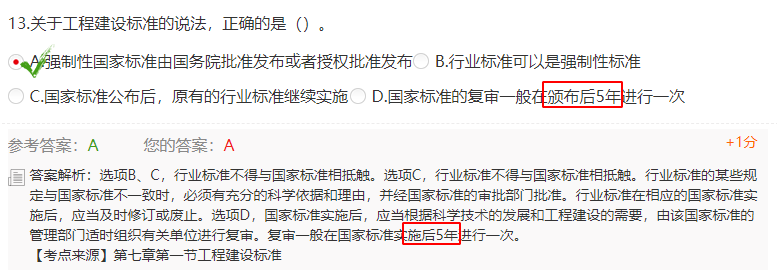 13.关于工程建设标准的说法，正确的是（）。
A.强制性国家标准由国务院批准发布或者授权批准发布 B.行业标准可以是强制性标准
C.国家标准公布后，原有的行业标准继续实施 D.国家标准的复审一般在颁布后5年进行一次
参考答案：A 您的答案：A +1分
答案解析：选项B、C，行业标准不得与国家标准相抵触。选项C，行业标准不得与国家标准相抵触。行业标准的某些规
定与国家标准不一致时，必须有充分的科学依据和理由，并经国家标准的审批部门批准。行业标准在相应的国家标准实
施后，应当及时修订或废止。选项D，国家标准实施后，应当根据科学技术的发展和工程建设的需要，由该国家标准的
管理部门适时组织有关单位进行复审。复审一般在国家标准实施后5年进行一次。
【考点来源】第七章第一节工程建设标准